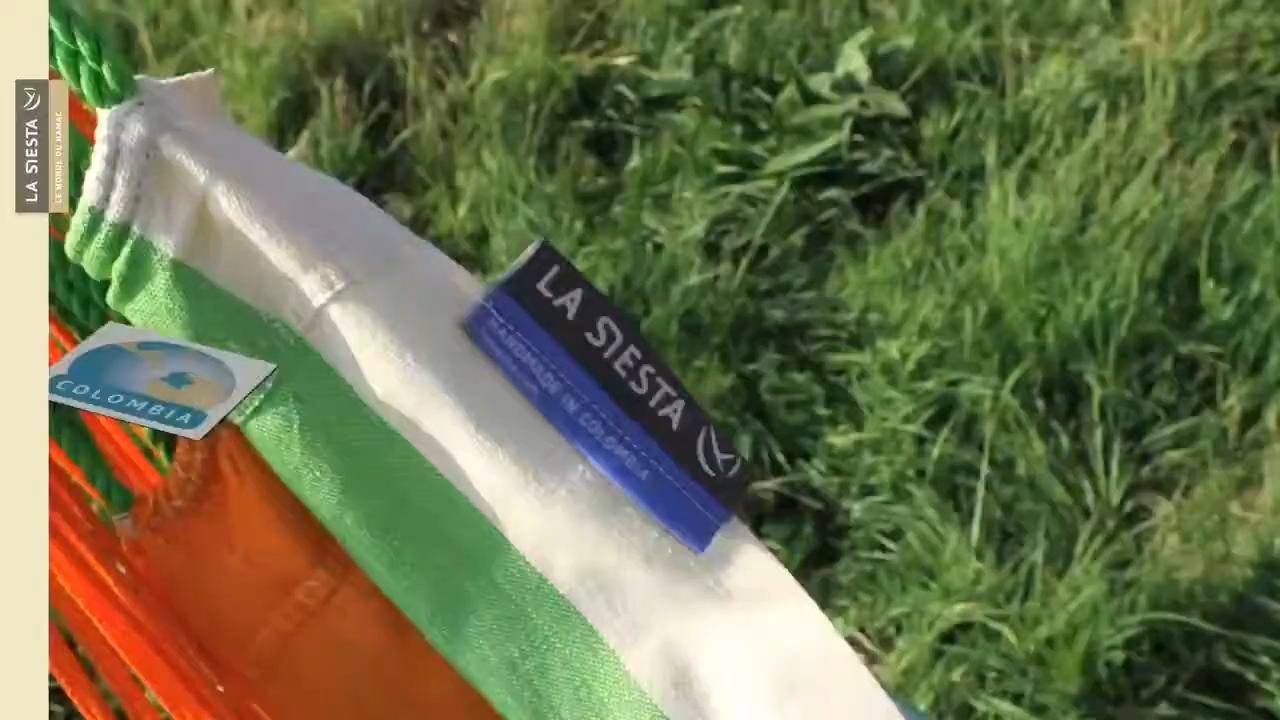 LA SIESTA
LE MONDE DU HAMAC
COLOMBIA
LA SIESTA
HANDMADE IN COLOMBIA